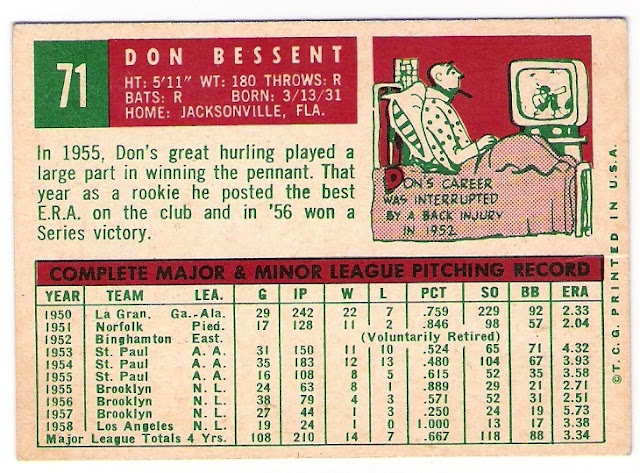 71
DON BESSENT
HT: 5'11" WT: 180 THROWS: R
BATS: R BORN: 3/13/31
HOME: JACKSONVILLE, FLA.
In 1955, Don's great hurling played a
large part in winning the pennant. That
year as a rookie he posted the best
E.R.A. on the club and in '56 won a
Series victory.
DON'S CAREER
WAS INTERRUPTED
BY A BACK INJURY
IN 1952.
COMPLETE MAJOR & MINOR LEAGUE PITCHING RECORD
YEAR TEAM LEA. G IP W L PCT SO BB ERA
1950 La Gran. Ga.-Ala. 29 242 22 7 .759 229 92 2.33
1951 Norfolk Pied. 17 128 11 2 .846 98 57 2.04
1952 Binghamton East. (Voluntarily Retired)
1953 St. Paul A. A. 31 150 11 10 .524 65 71 4.32
1954 St. Paul A. A. 35 183 12 13 .480 104 67 3.93
1955 St. Paul A. A. 16 108 8 5 .615 52 35 3.58
1955 Brooklyn N. L. 24 63 8 1 .889 29 21 2.71
1956 Brooklyn N. L. 38 79 4 3 .571 52 31 2.51
1957 Brooklyn N. L. 27 44 1 3 .250 24 19 5.73
1958 Los Angeles N. L. 19 24 1 0 1.000 13 17 3.38
Major League Totals 4 Yrs. 108 210 14 7 .667 118 88 3.34
©T.C.G. PRINTED IN U.S.A.